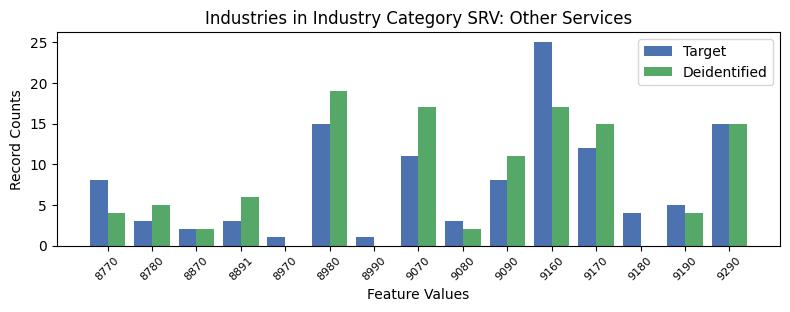 Industries in Industry Category SRV: Other Services
Record Counts
25
20
15
10
5
0
Target
Deidentified
8770 8780 8870 8891 8970 8980 8990 9070 9080 9090 9160 9170 9180 9190 9290
Feature Values